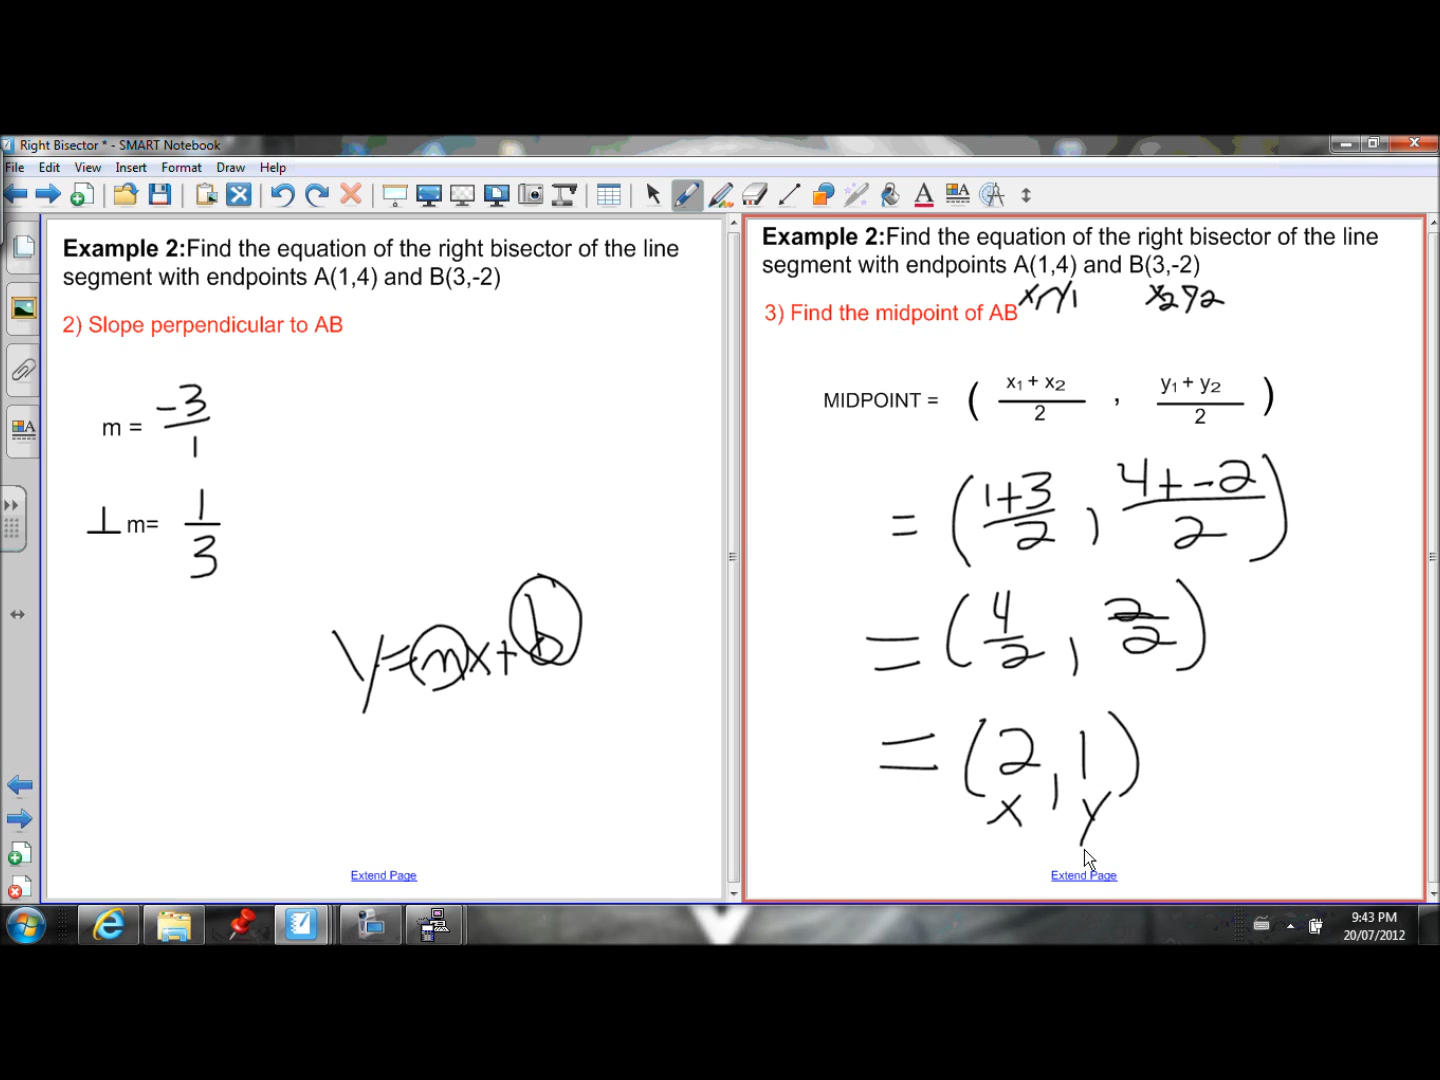 Right Bisector * - SMART Notebook
File Edit View Insert Format Draw Help
Example 2:Find the equation of the right bisector of the line
segment with endpoints A(1,4) and B(3,-2)
2) Slope perpendicular to AB
m = -3/1
⊥ m= 1/3
y=mx+b
Extend Page
Example 2:Find the equation of the right bisector of the line
segment with endpoints A(1,4) and B(3,-2)
x₁y₁ x₂y₂
3) Find the midpoint of AB
MIDPOINT = ( x₁ + x₂ / 2 , y₁ + y₂ / 2 )
= ( 1+3 / 2 , 4+-2 / 2 )
= ( 4/2 , 2/2 )
= (2, 1)
x y
Extend Page
9:43 PM
20/07/2012